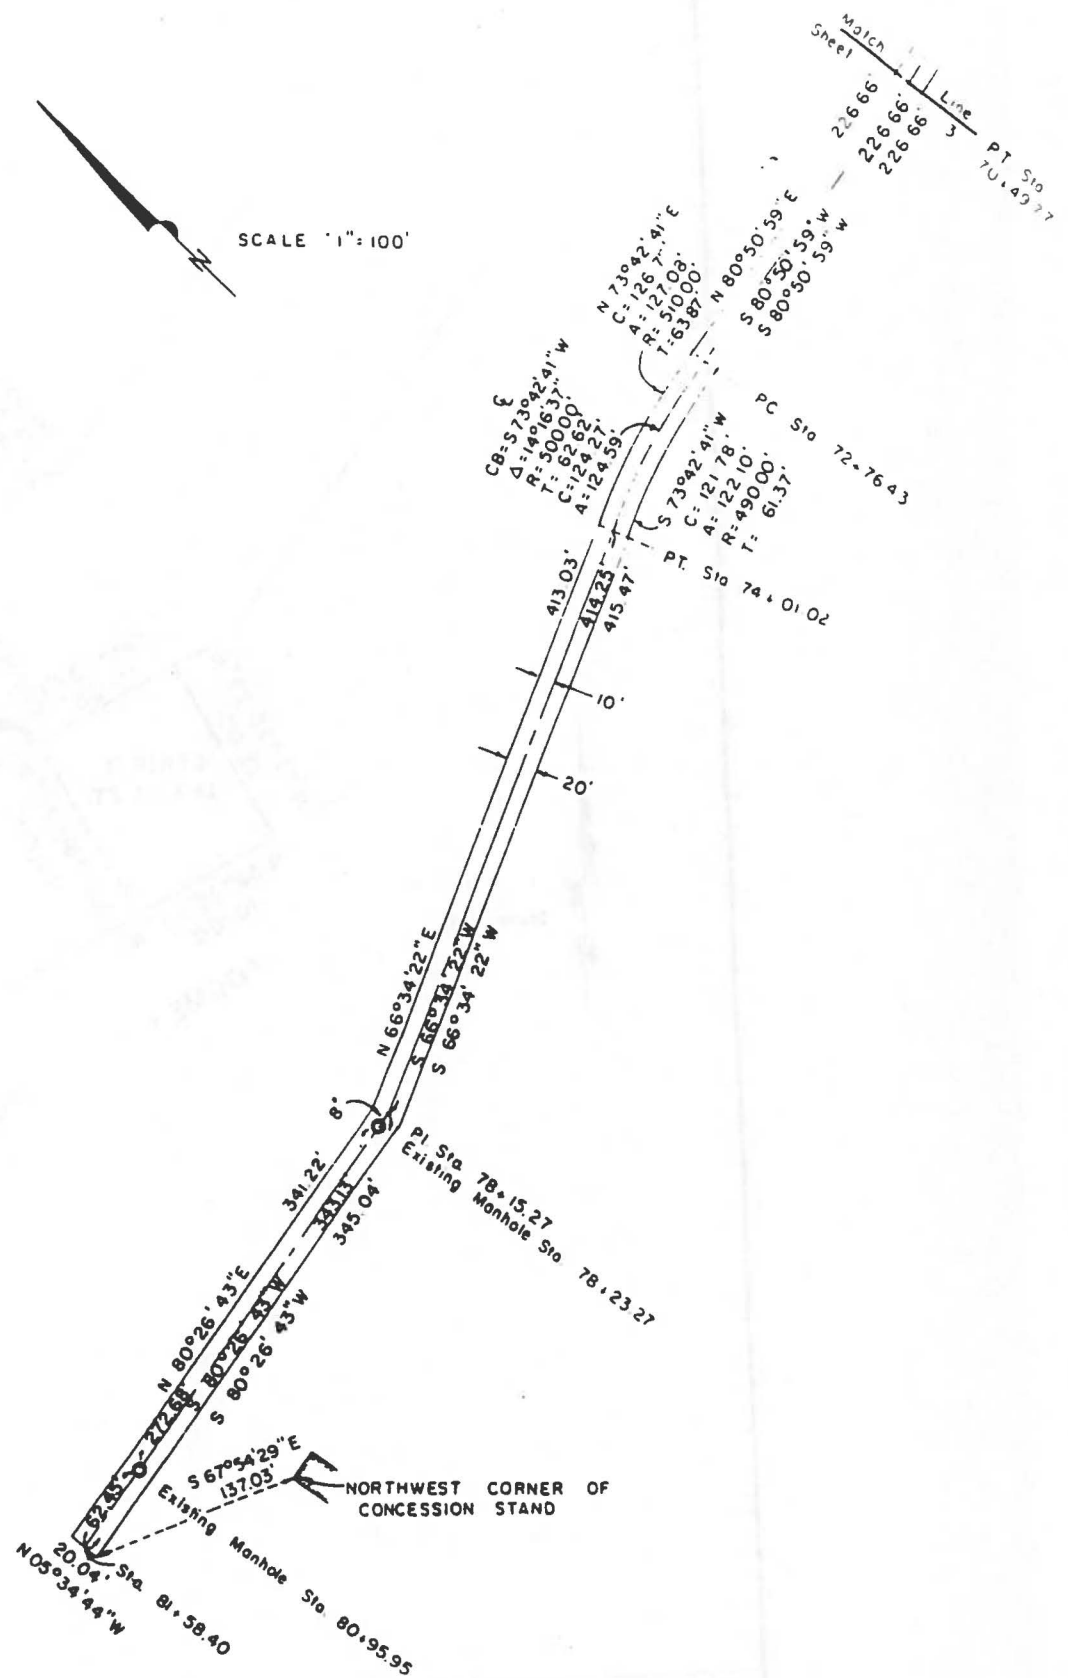 Match Line
Sheet 3
226 66'
226 66'
226 66'
PT. Sta
SCALE 1"=100'
N
N 80°50'59"E
S 80°50'59"W
S 80°50'59"W
N 73°42'41"E
A= 127.08'
R= 510.00'
T=63.87'
PC Sta 72+76.43
℄
CB=S 73°42'41"W
Δ=14°16'37"
R= 500.00'
T= 62.62'
C=124.27'
A=124.59'
S 73°42'41"W
C= 121.78'
A= 122.10'
R=490.00'
T= 61.37'
PT. Sta 74+01.02
413.03'
414.25'
415.47'
10'
20'
N 66°34'22"E
S 66°34'22"W
S 66°34'22"W
8'
PI. Sta. 78+15.27
Existing Manhole Sta. 78+23.27
341.22'
343.13'
345.04'
N 80°26'43"E
S 80°26'43"W
S 80°26'43"W
272.68'
S 67°54'29"E
137.03'
NORTHWEST CORNER OF
CONCESSION STAND
62.45'
Existing Manhole Sta. 80+95.95
20.04'
N 05°34'44"W
Sta. 81+58.40